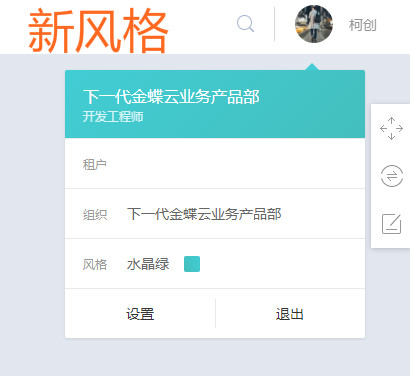 新风格
柯创
下一代金蝶云业务产品部
开发工程师
租户
组织 下一代金蝶云业务产品部
风格 水晶绿
设置 退出